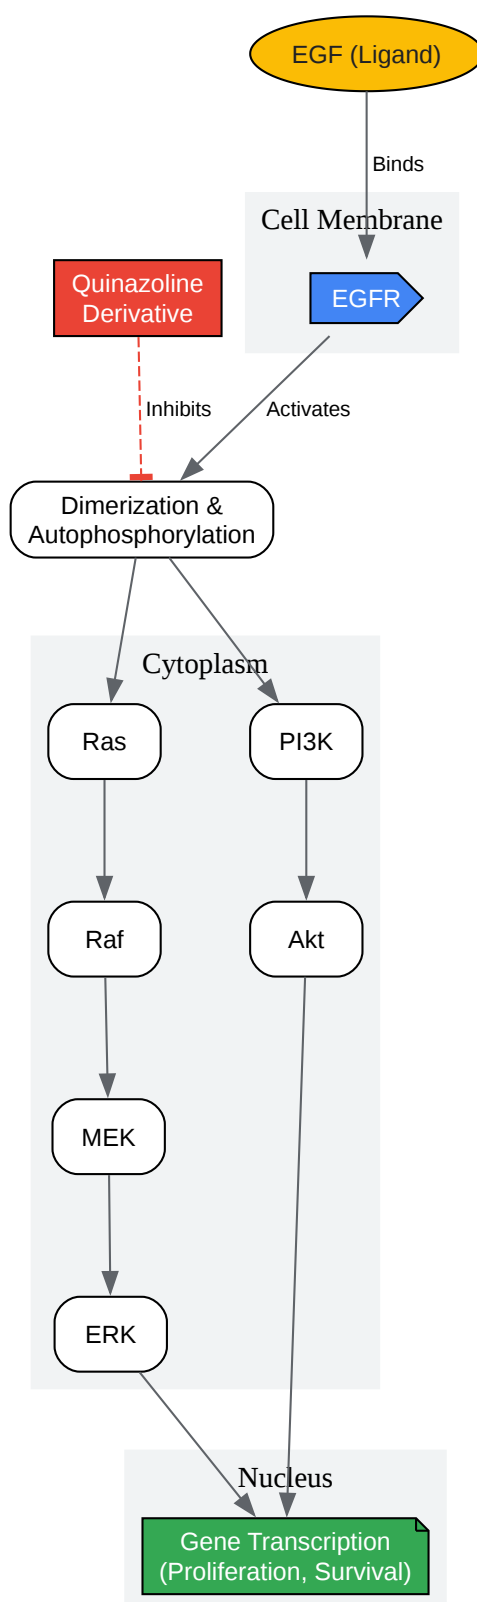 EGF (Ligand)
Binds
Cell Membrane
Quinazoline
Derivative
EGFR
Inhibits
Activates
Dimerization &
Autophosphorylation
Cytoplasm
Ras
PI3K
Raf
Akt
MEK
ERK
Nucleus
Gene Transcription
(Proliferation, Survival)